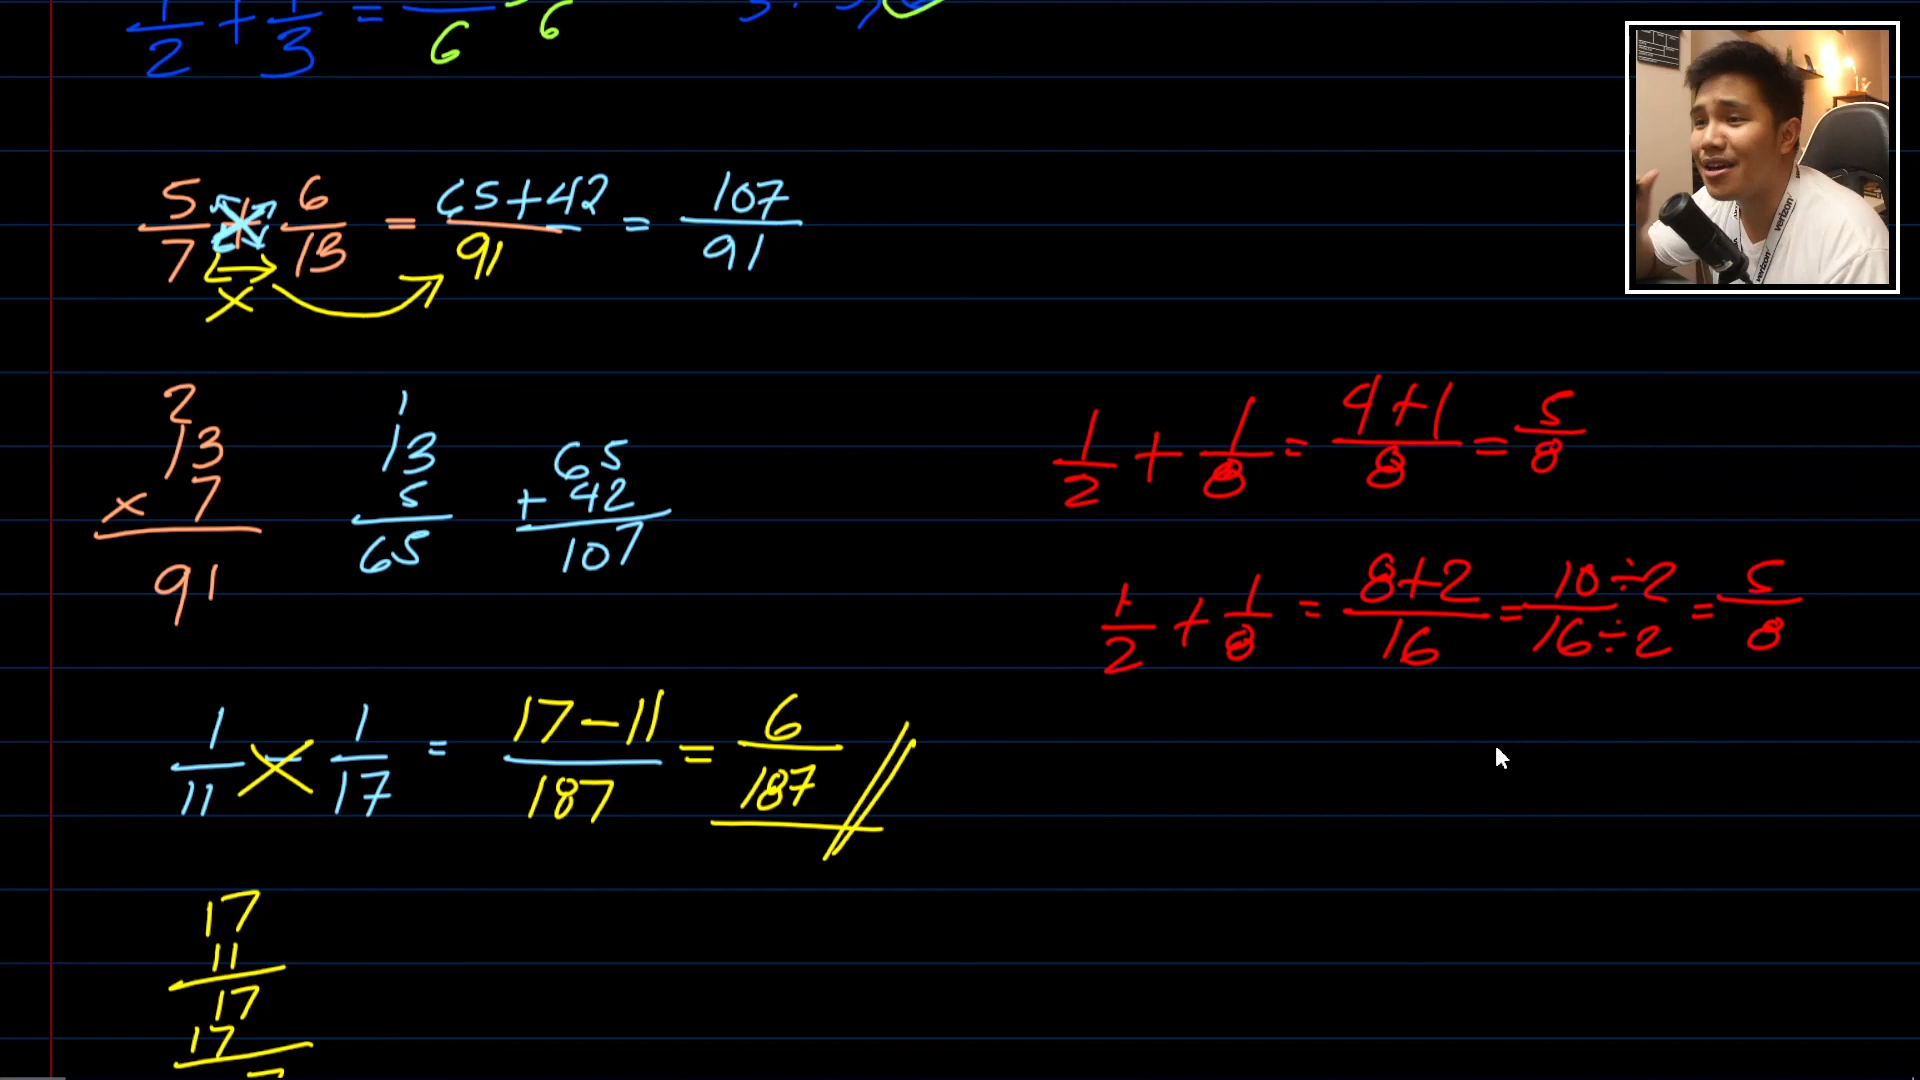 1/2 + 1/3 = /6 6
5/7 + 6/13 = 65+42/91 = 107/91
x
2
13
x 7
91
1
13
5
65
65
+ 42
107
1/2 + 1/8 = 4+1/8 = 5/8
1/2 + 1/8 = 8+2/16 = 10÷2/16÷2 = 5/8
1/11 - 1/17 = 17-11/187 = 6/187
17
11
17
17
verizon
verizon